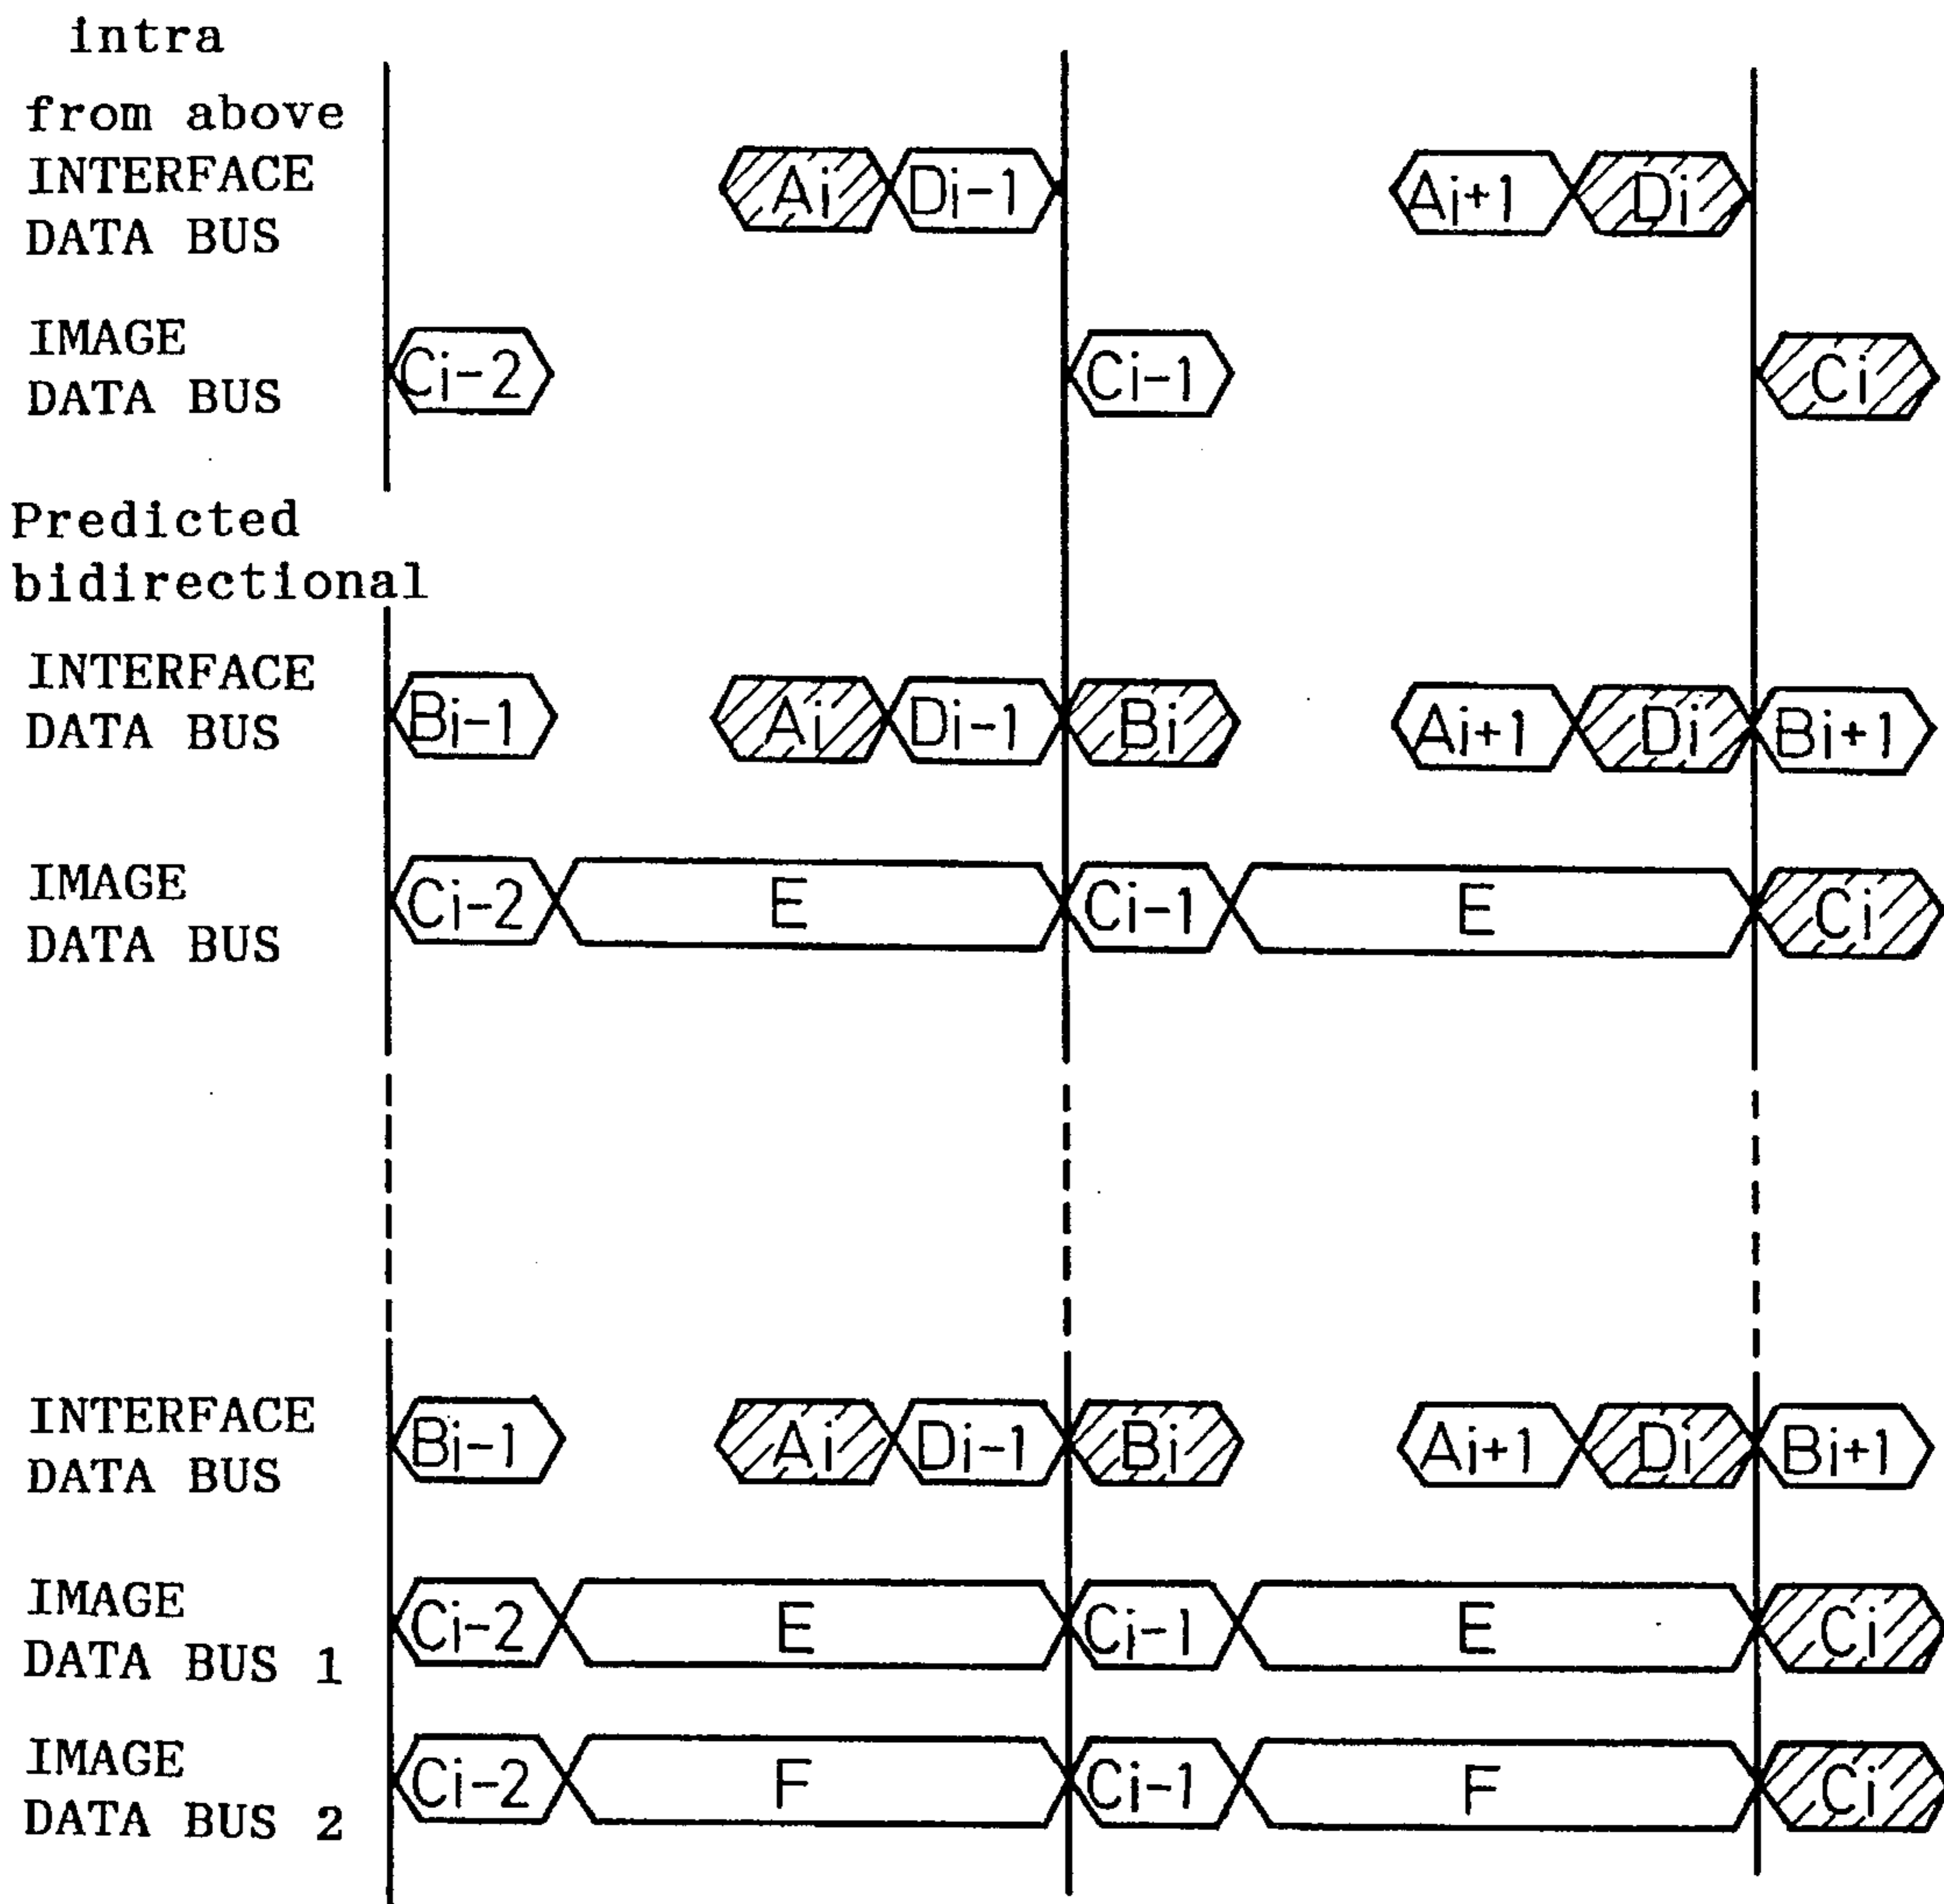 intra
from above
INTERFACE
DATA BUS
Ai Di-1 Ai+1 Di
IMAGE
DATA BUS
Ci-2 Ci-1 Ci
Predicted
bidirectional
INTERFACE
DATA BUS
Bi-1 Ai Di-1 Bi Ai+1 Di Bi+1
IMAGE
DATA BUS
Ci-2 E Ci-1 E Ci
INTERFACE
DATA BUS
Bi-1 Ai Di-1 Bi Ai+1 Di Bi+1
IMAGE
DATA BUS 1
Ci-2 E Ci-1 E Ci
IMAGE
DATA BUS 2
Ci-2 F Ci-1 F Ci